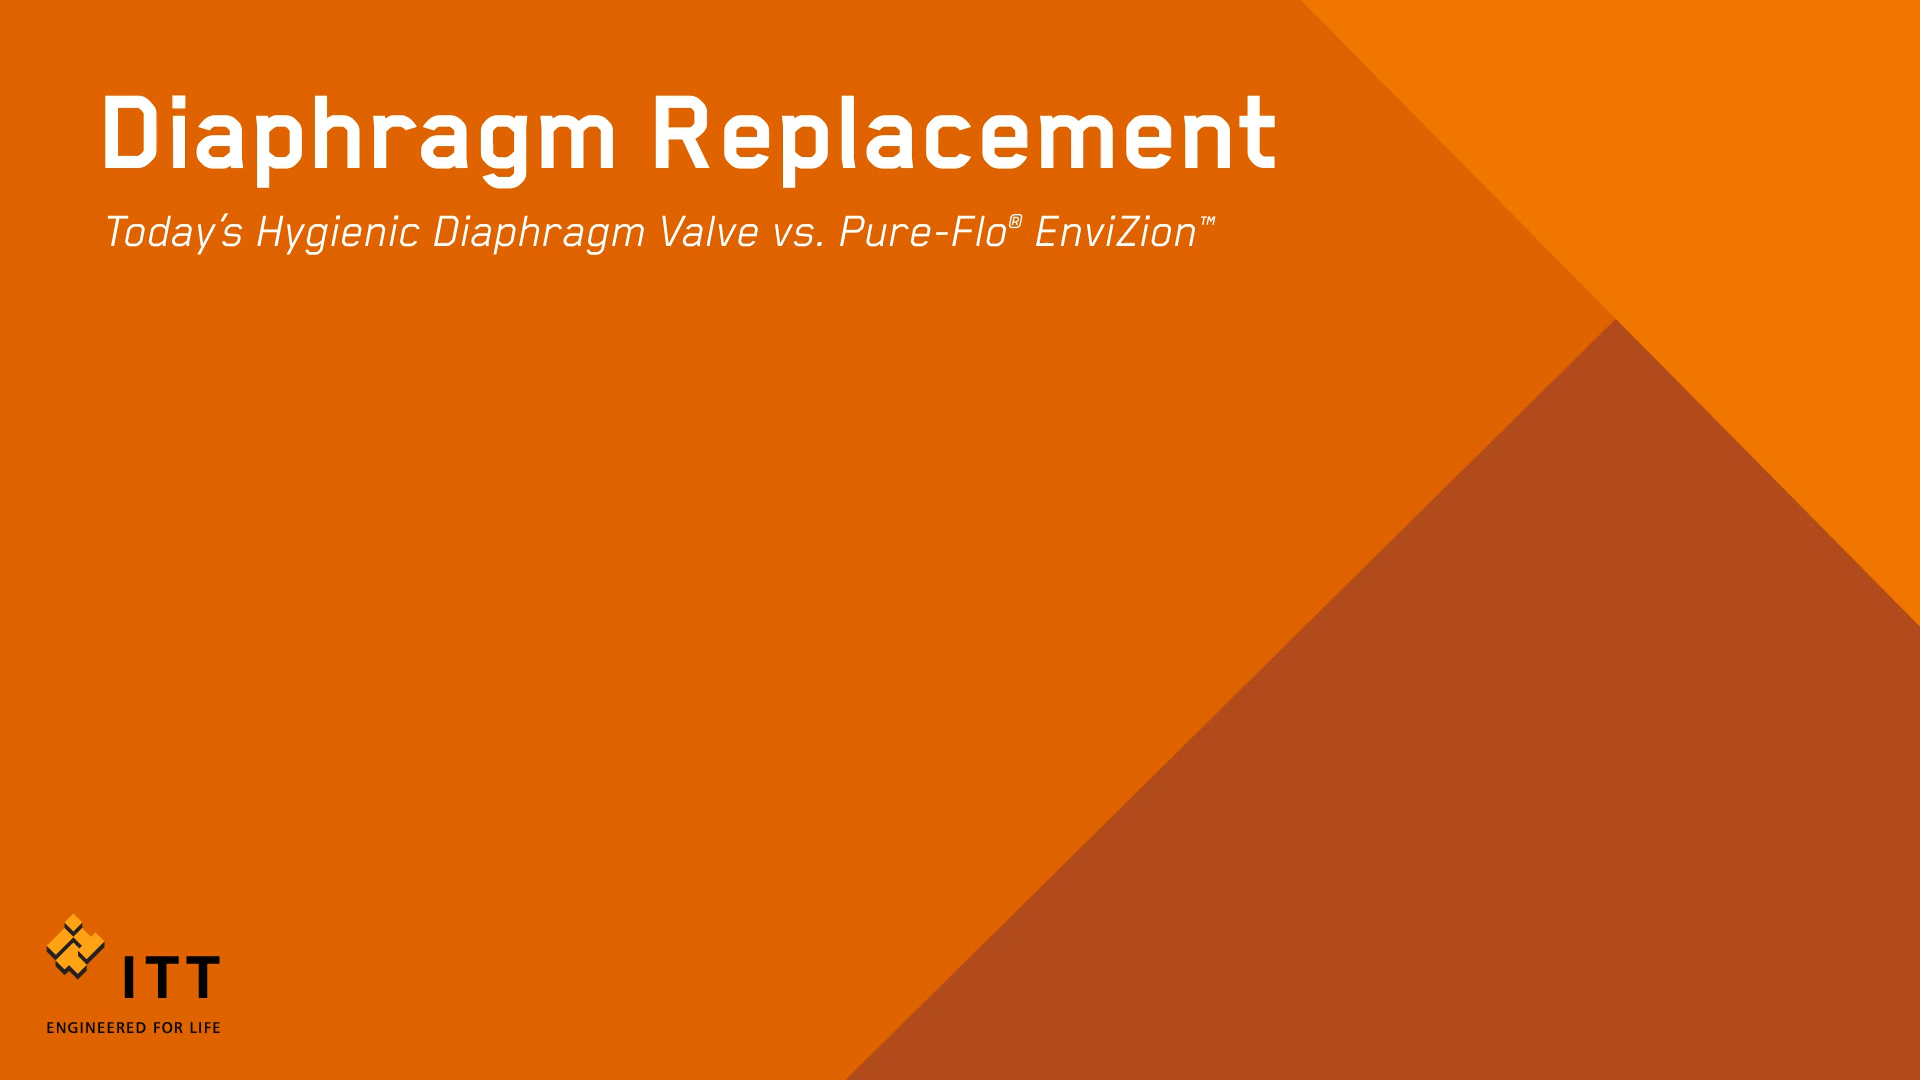 Diaphragm Replacement
Today’s Hygienic Diaphragm Valve vs. Pure-Flo® EnviZion™
ITT
ENGINEERED FOR LIFE